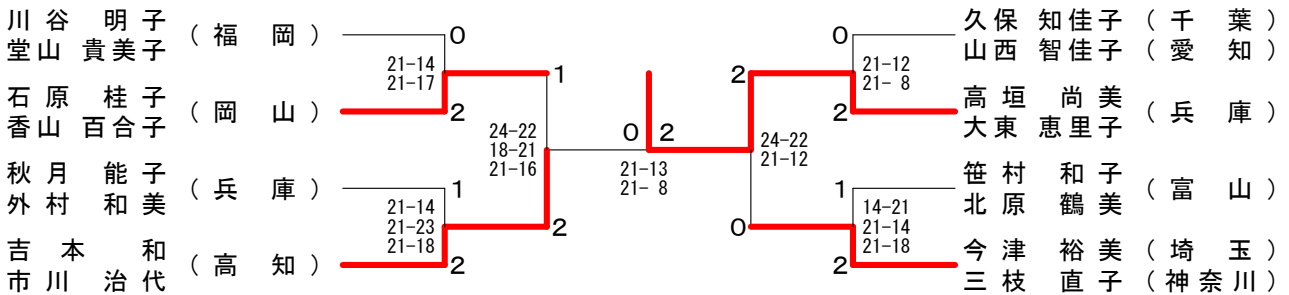 川谷 明子
堂山 貴美子
(福岡)
0
21-14
21-17
1
石原 桂子
香山 百合子
(岡山)
2
24-22
18-21
21-16
秋月 能子
外村 和美
(兵庫)
1
21-14
21-23
21-18
2
吉本 和
市川 治代
(高知)
2
0 2
21-13
21- 8
久保 知佳子 (千葉)
山西 智佳子 (愛知)
0
21-12
21- 8
2
高垣 尚美
大東 恵里子
(兵庫)
2
24-22
21-12
笹村 和子
北原 鶴美
(富山)
1
14-21
21-14
21-18
0
今津 裕美 (埼玉)
三枝 直子 (神奈川)
2